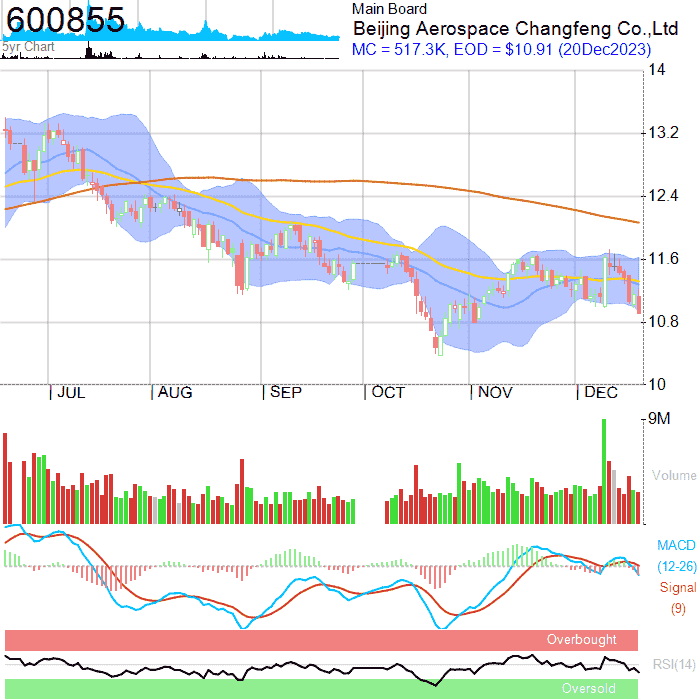 600855
5yr Chart
Main Board
Beijing Aerospace Changfeng Co.,Ltd
MC = 517.3K, EOD = $10.91 (20Dec2023)
14
13.2
12.4
11.6
10.8
10
JUL AUG SEP OCT NOV DEC
9M
Volume
MACD
(12-26)
Signal
(9)
Overbought
RSI(14)
Oversold